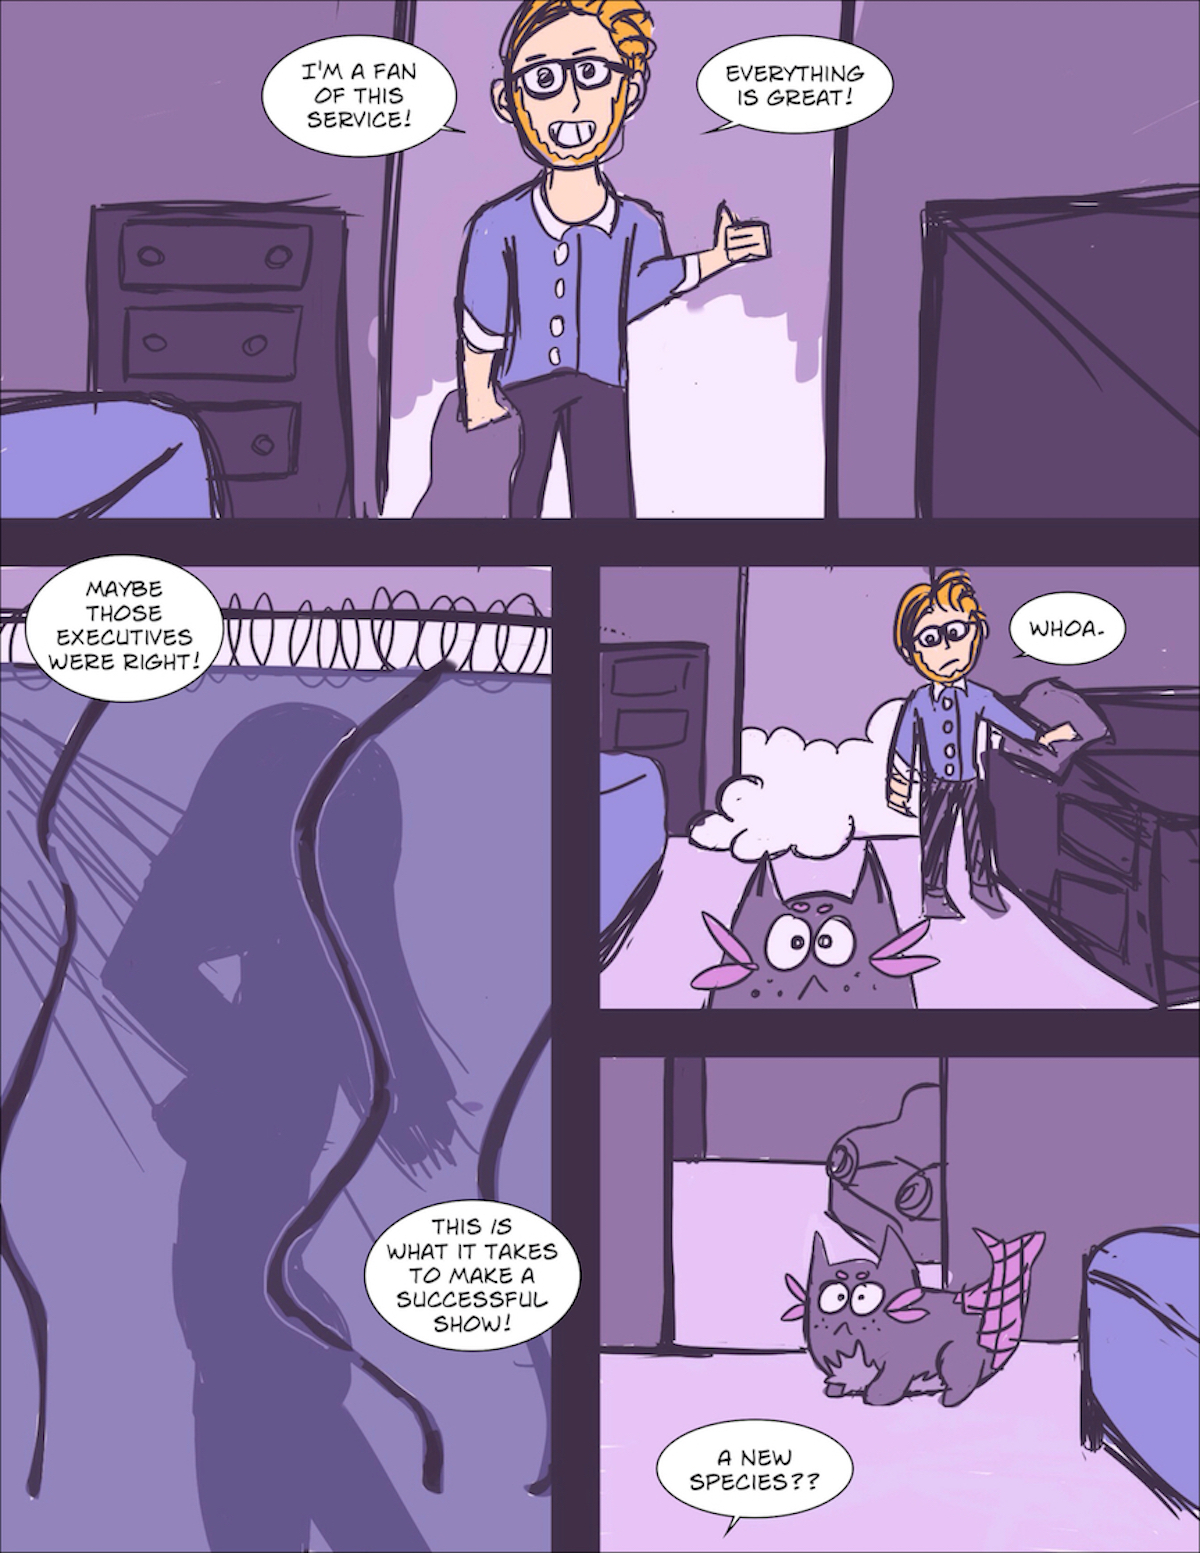 I'M A FAN
OF THIS
SERVICE!
EVERYTHING
IS GREAT!
MAYBE
THOSE
EXECUTIVES
WERE RIGHT!
THIS IS
WHAT IT TAKES
TO MAKE A
SUCCESSFUL
SHOW!
WHOA.
A NEW
SPECIES??